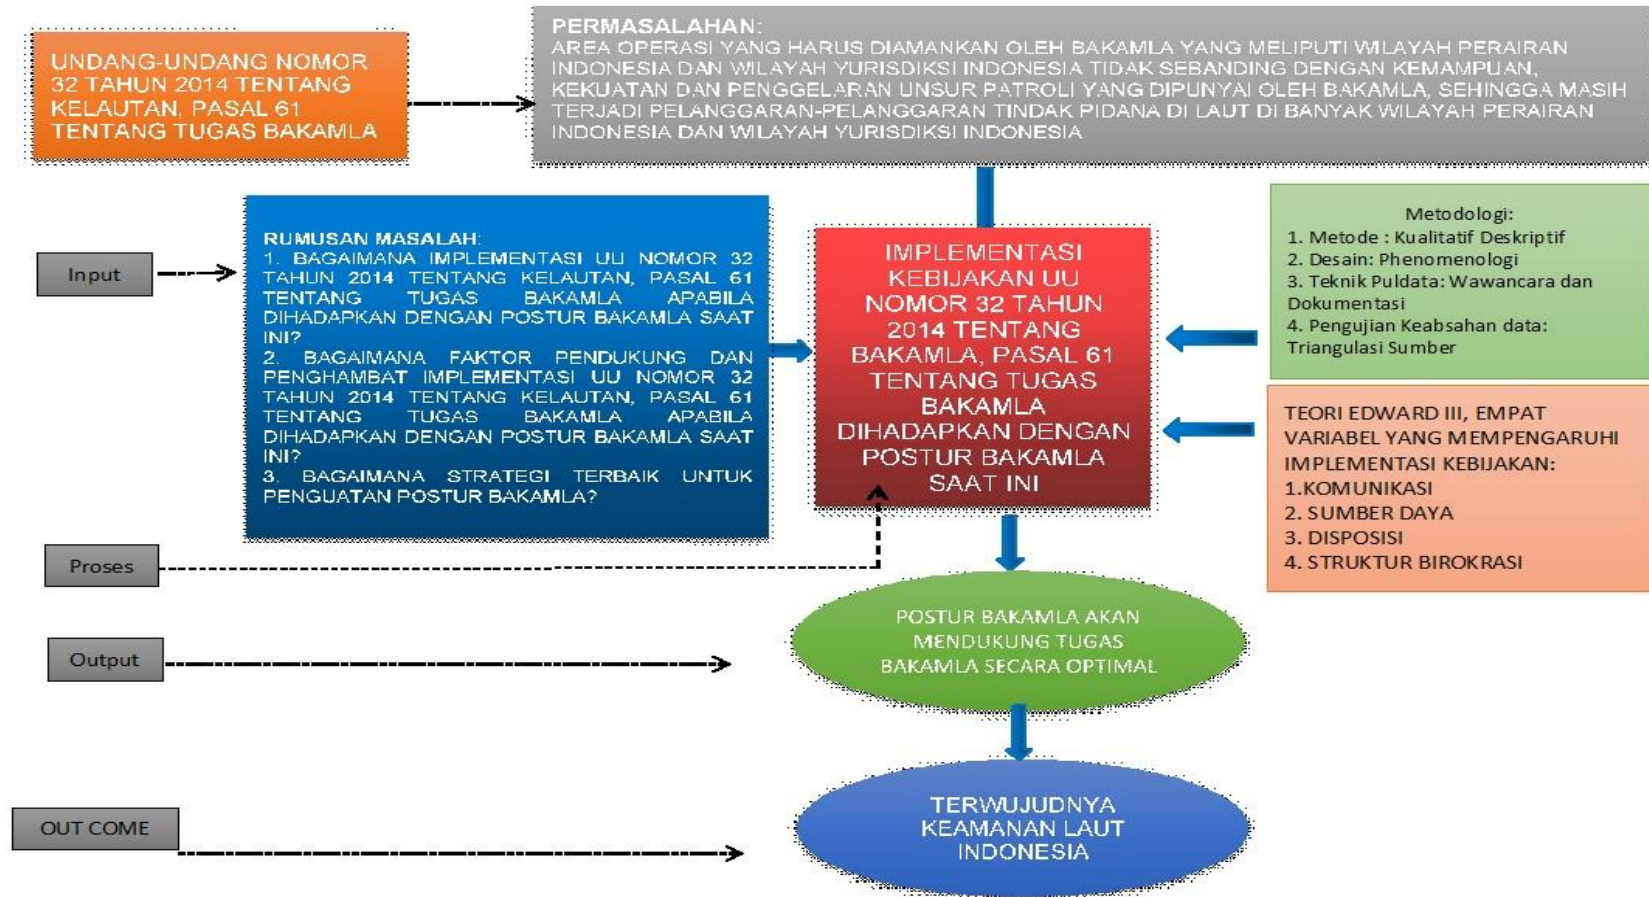 UNDANG-UNDANG NOMOR
32 TAHUN 2014 TENTANG
KELAUTAN, PASAL 61
TENTANG TUGAS BAKAMLA
PERMASALAHAN:
AREA OPERASI YANG HARUS DIAMANKAN OLEH BAKAMLA YANG MELIPUTI WILAYAH PERAIRAN
INDONESIA DAN WILAYAH YURISDIKSI INDONESIA TIDAK SEBANDING DENGAN KEMAMPUAN,
KEKUATAN DAN PENGGELARAN UNSUR PATROLI YANG DIPUNYAI OLEH BAKAMLA, SEHINGGA MASIH
TERJADI PELANGGARAN-PELANGGARAN TINDAK PIDANA DI LAUT DI BANYAK WILAYAH PERAIRAN
INDONESIA DAN WILAYAH YURISDIKSI INDONESIA
Input
RUMUSAN MASALAH:
1. BAGAIMANA IMPLEMENTASI UU NOMOR 32
TAHUN 2014 TENTANG KELAUTAN, PASAL 61
TENTANG TUGAS BAKAMLA APABILA
DIHADAPKAN DENGAN POSTUR BAKAMLA SAAT
INI?
2. BAGAIMANA FAKTOR PENDUKUNG DAN
PENGHAMBAT IMPLEMENTASI UU NOMOR 32
TAHUN 2014 TENTANG KELAUTAN, PASAL 61
TENTANG TUGAS BAKAMLA APABILA
DIHADAPKAN DENGAN POSTUR BAKAMLA SAAT
INI?
3. BAGAIMANA STRATEGI TERBAIK UNTUK
PENGUATAN POSTUR BAKAMLA?
IMPLEMENTASI
KEBIJAKAN UU
NOMOR 32 TAHUN
2014 TENTANG
BAKAMLA, PASAL 61
TENTANG TUGAS
BAKAMLA
DIHADAPKAN DENGAN
POSTUR BAKAMLA
SAAT INI
Metodologi:
1. Metode : Kualitatif Deskriptif
2. Desain: Phenomenologi
3. Teknik Puldata: Wawancara dan
Dokumentasi
4. Pengujian Keabsahan data:
Triangulasi Sumber
TEORI EDWARD III, EMPAT
VARIABEL YANG MEMPENGARUHI
IMPLEMENTASI KEBIJAKAN:
1.KOMUNIKASI
2. SUMBER DAYA
3. DISPOSISI
4. STRUKTUR BIROKRASI
Proses
Output
POSTUR BAKAMLA AKAN
MENDUKUNG TUGAS
BAKAMLA SECARA OPTIMAL
OUT COME
TERWUJUDNYA
KEAMANAN LAUT
INDONESIA